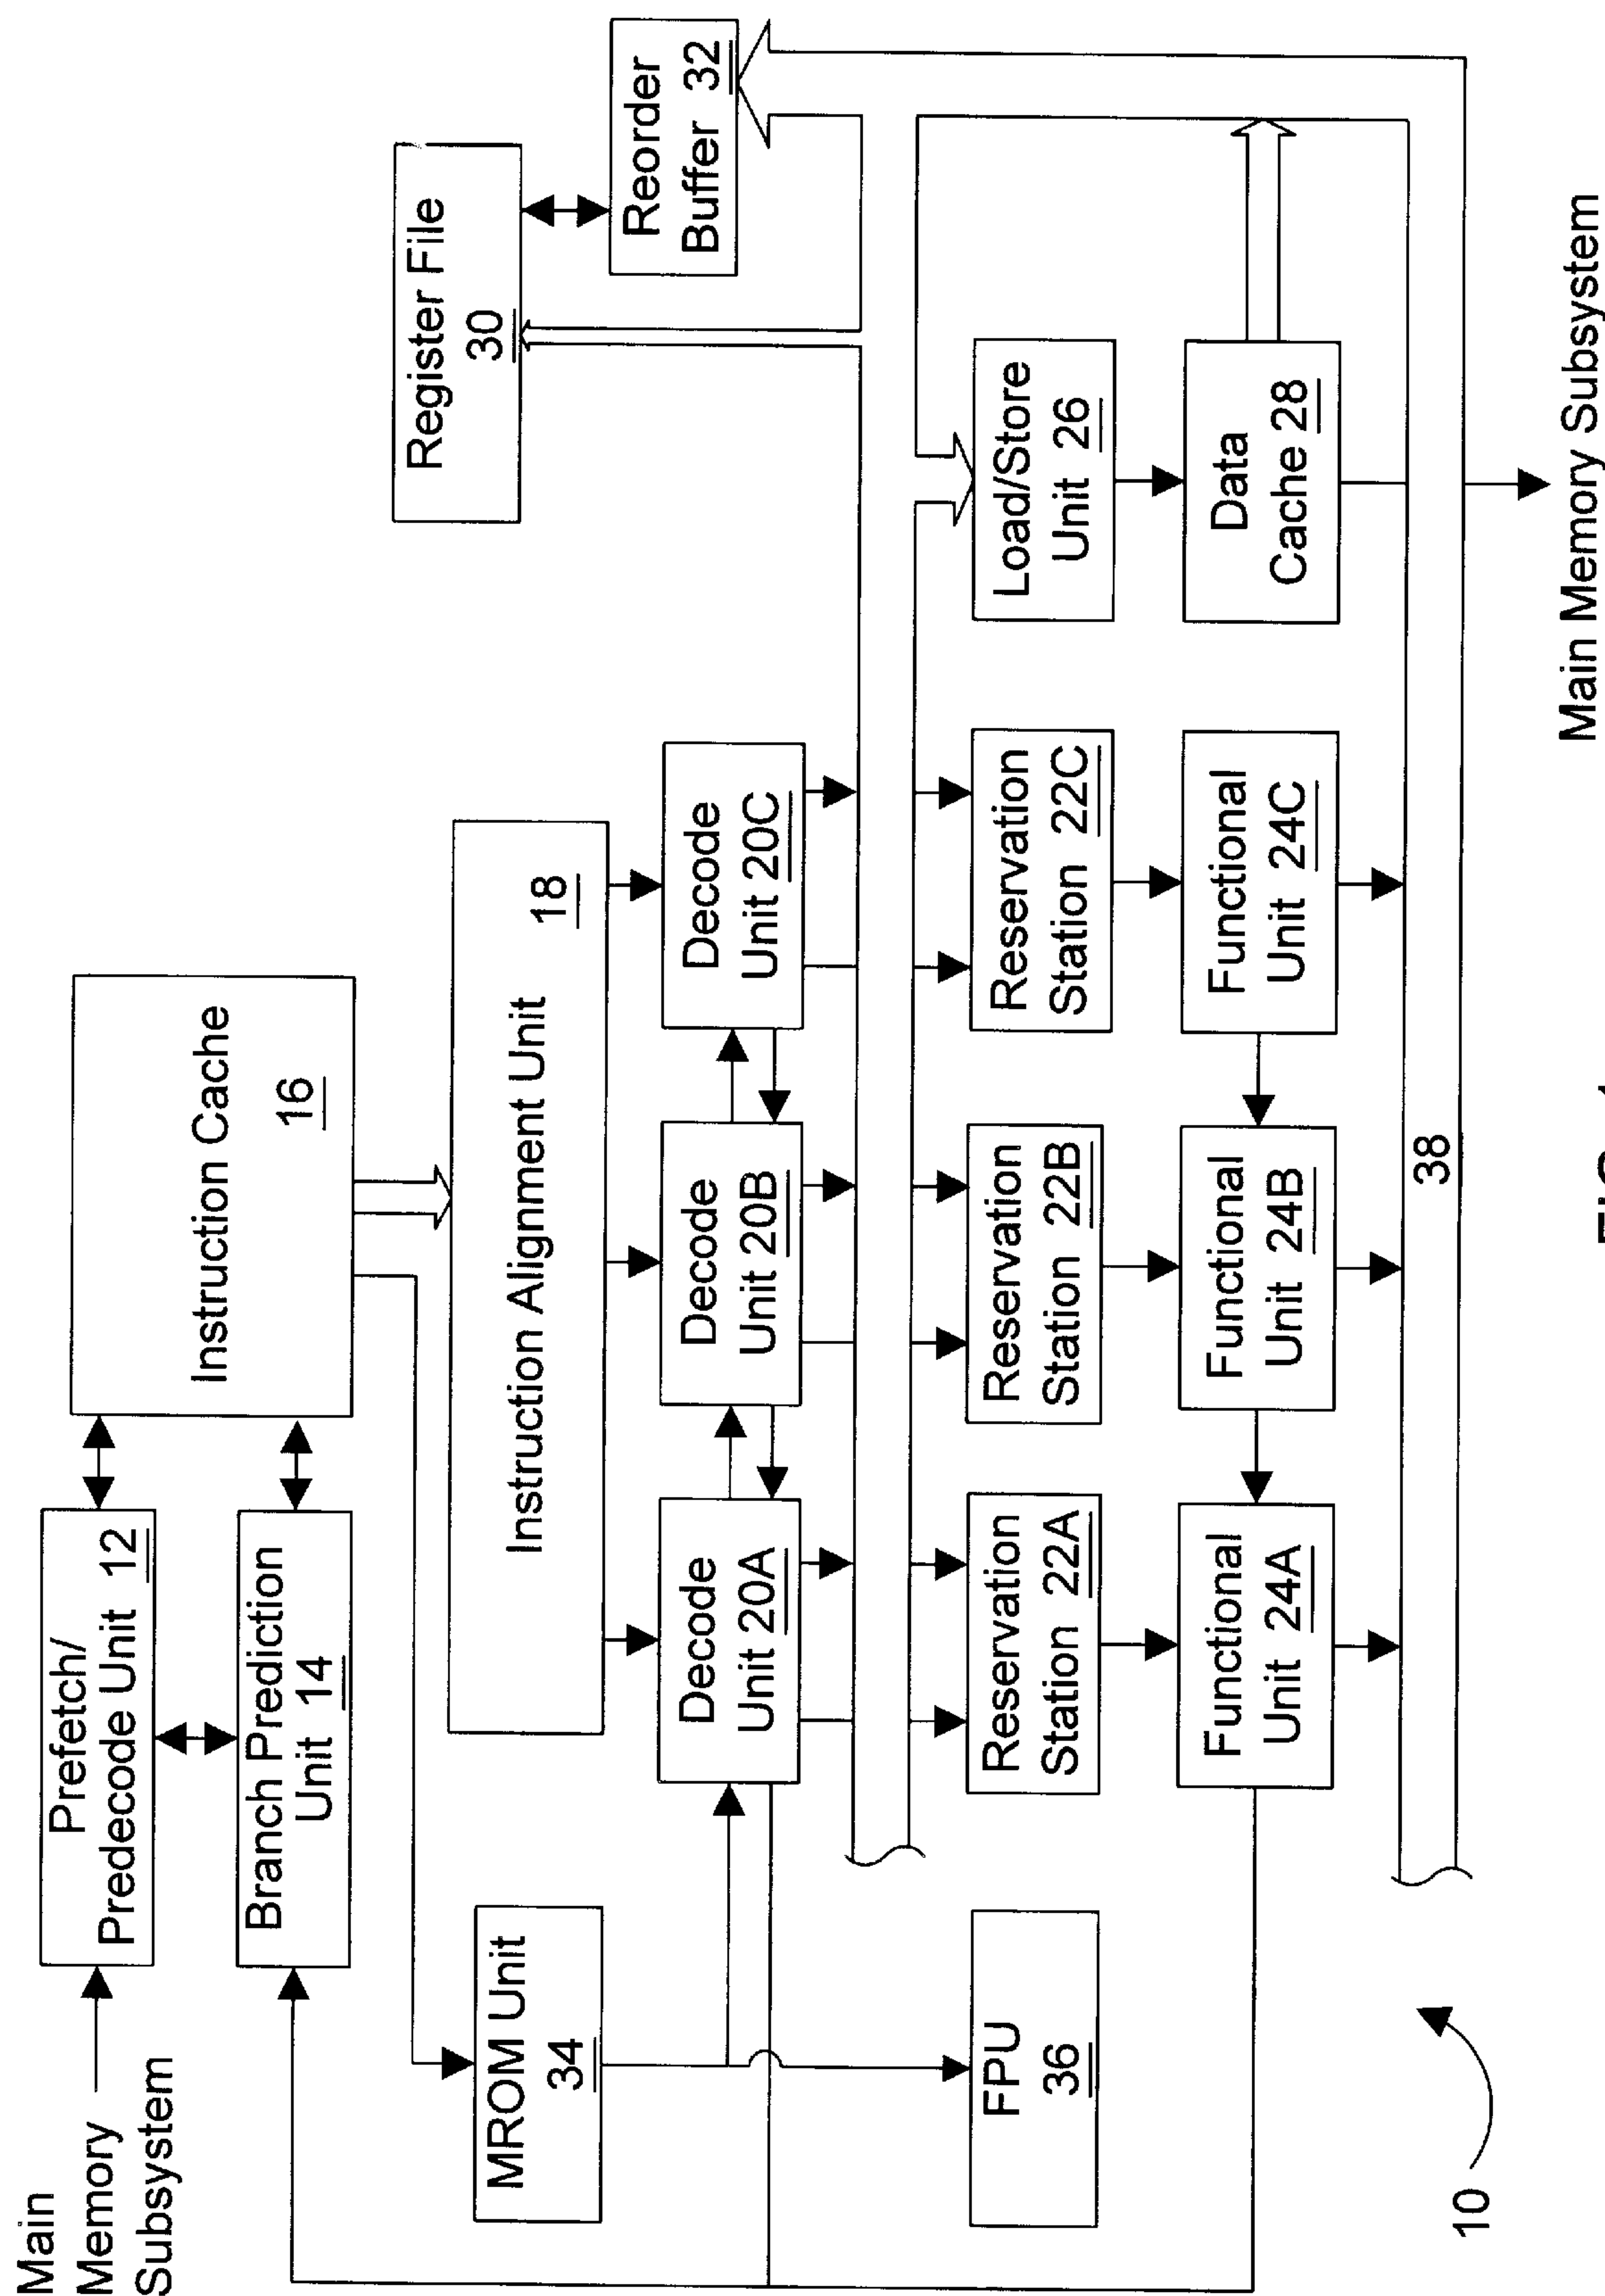 Main
Memory
Subsystem
Prefetch/
Predecode Unit 12
Branch Prediction
Unit 14
Instruction Cache
16
Register File
30
Reorder
Buffer 32
MROM Unit
34
Instruction Alignment Unit
18
Decode
Unit 20A
Decode
Unit 20B
Decode
Unit 20C
FPU
36
Reservation
Station 22A
Reservation
Station 22B
Reservation
Station 22C
Load/Store
Unit 26
Functional
Unit 24A
Functional
Unit 24B
Functional
Unit 24C
Data
Cache 28
38
10
Main Memory Subsystem